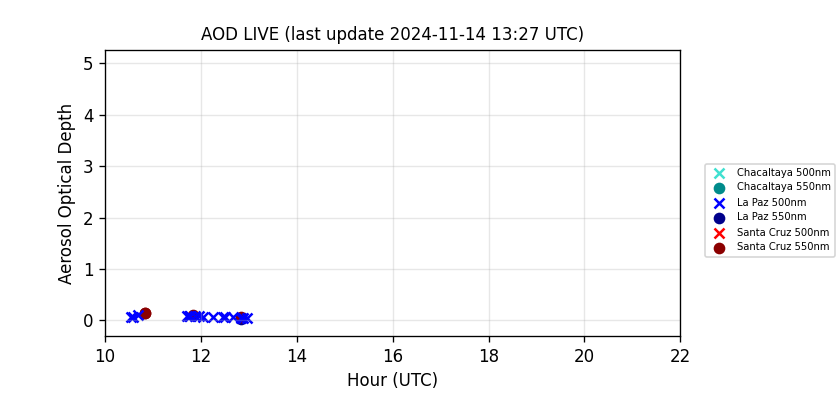 AOD LIVE (last update 2024-11-14 13:27 UTC)
5
4
3
2
1
0
Aerosol Optical Depth
10 12 14 16 18 20 22
Hour (UTC)
Chacaltaya 500nm
Chacaltaya 550nm
La Paz 500nm
La Paz 550nm
Santa Cruz 500nm
Santa Cruz 550nm